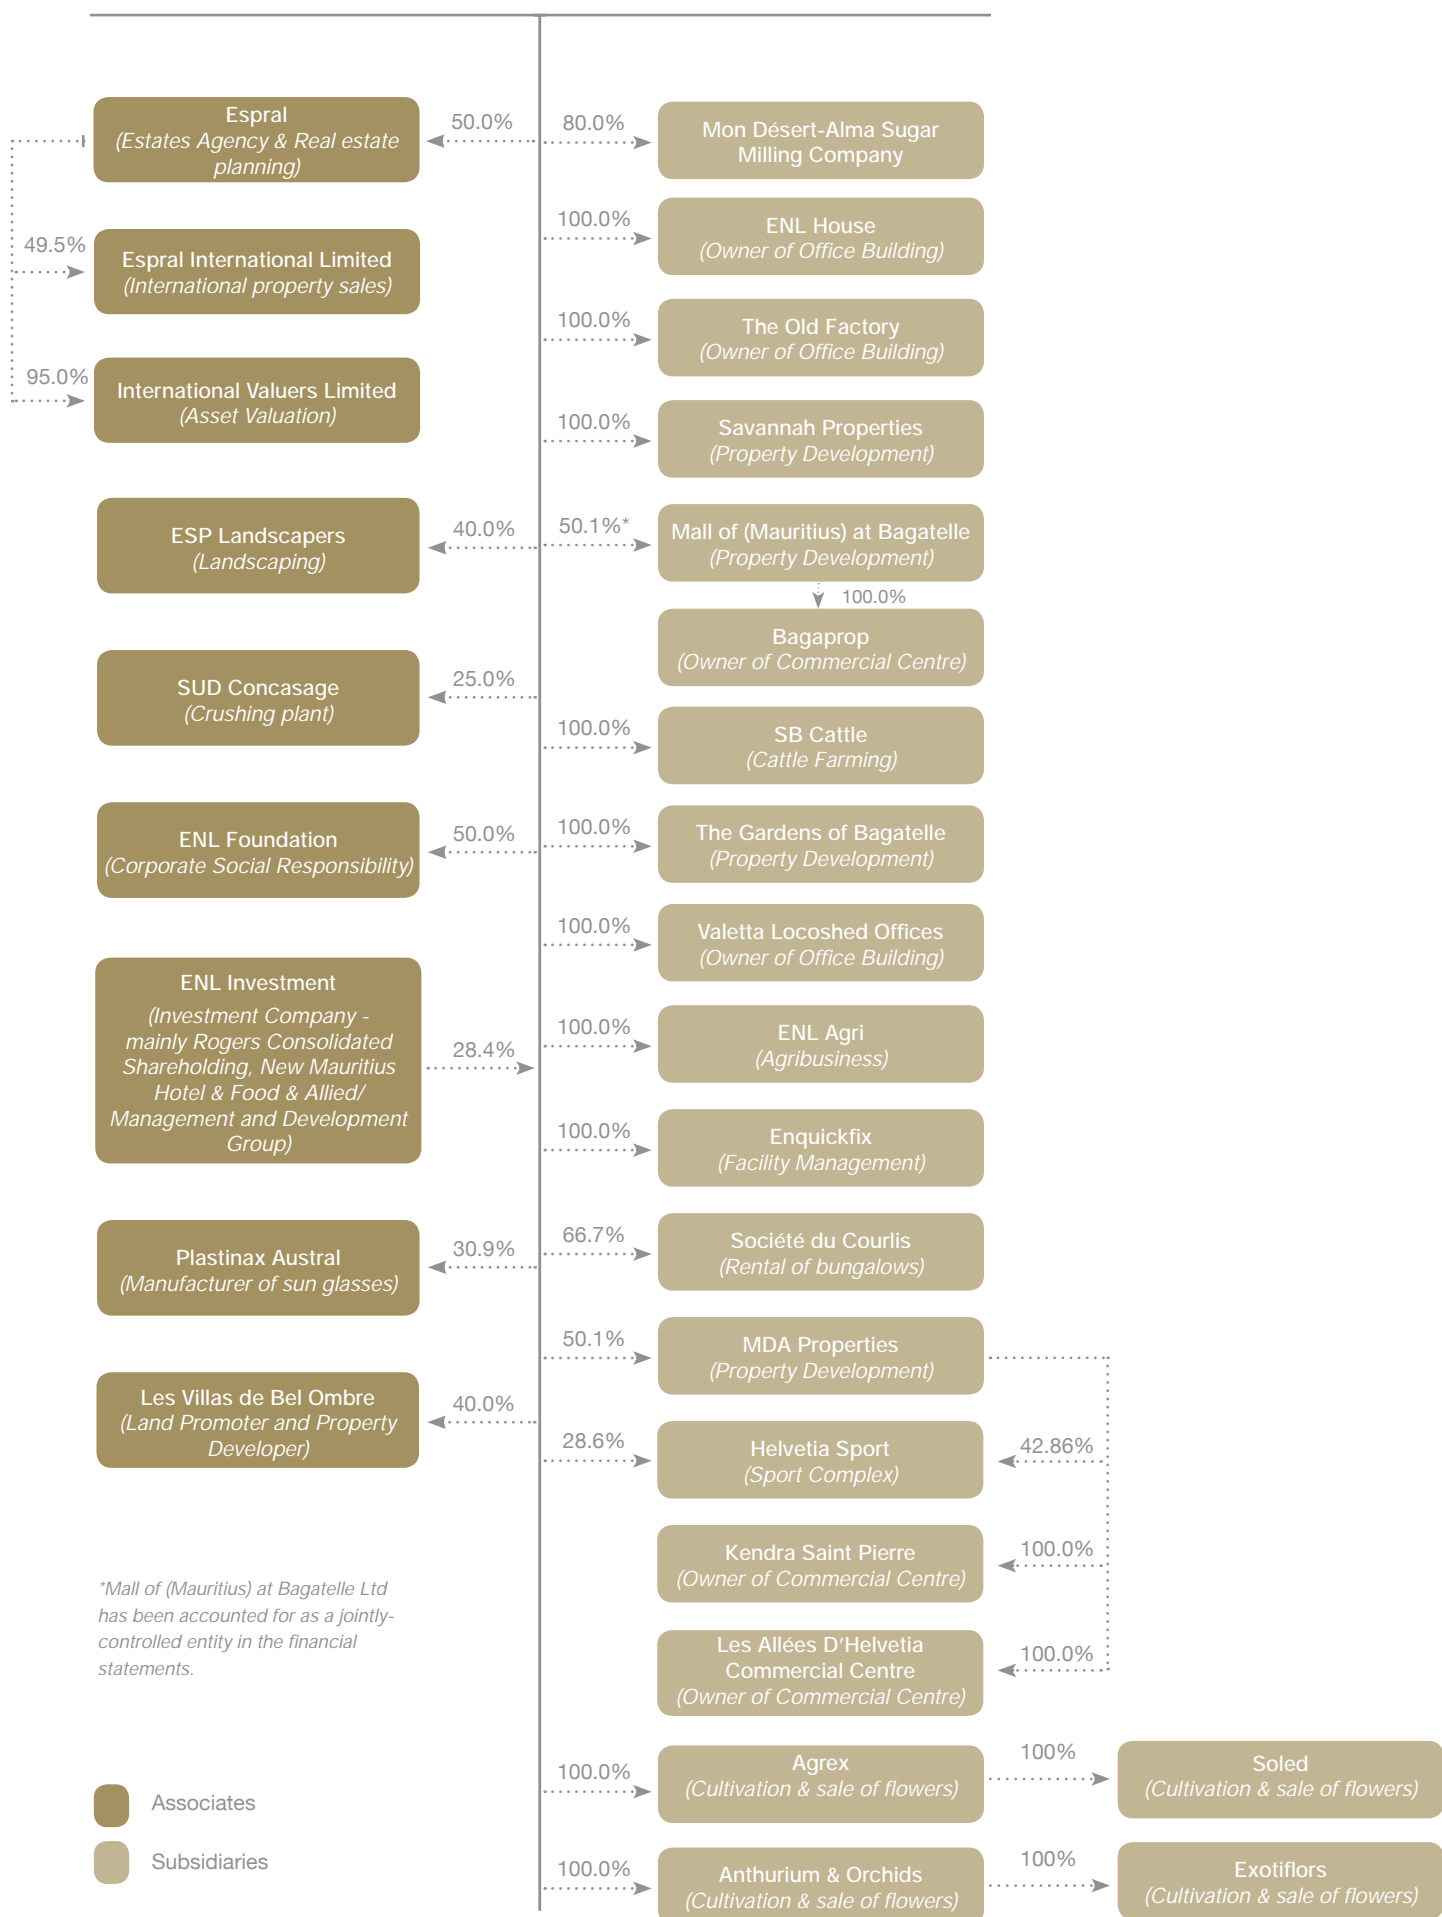 Espral
(Estates Agency & Real estate
planning)
50.0%
49.5%
Espral International Limited
(International property sales)
95.0%
International Valuers Limited
(Asset Valuation)
ESP Landscapers
(Landscaping)
40.0%
SUD Concasage
(Crushing plant)
25.0%
ENL Foundation
(Corporate Social Responsibility)
50.0%
ENL Investment
(Investment Company -
mainly Rogers Consolidated
Shareholding, New Mauritius
Hotel & Food & Allied/
Management and Development
Group)
28.4%
Plastinax Austral
(Manufacturer of sun glasses)
30.9%
Les Villas de Bel Ombre
(Land Promoter and Property
Developer)
40.0%
*Mall of (Mauritius) at Bagatelle Ltd
has been accounted for as a jointly-
controlled entity in the financial
statements.
Associates
Subsidiaries
80.0%
Mon Désert-Alma Sugar
Milling Company
100.0%
ENL House
(Owner of Office Building)
100.0%
The Old Factory
(Owner of Office Building)
100.0%
Savannah Properties
(Property Development)
50.1%*
Mall of (Mauritius) at Bagatelle
(Property Development)
100.0%
Bagaprop
(Owner of Commercial Centre)
100.0%
SB Cattle
(Cattle Farming)
100.0%
The Gardens of Bagatelle
(Property Development)
100.0%
Valetta Locoshed Offices
(Owner of Office Building)
100.0%
ENL Agri
(Agribusiness)
100.0%
Enquickfix
(Facility Management)
66.7%
Société du Courlis
(Rental of bungalows)
50.1%
MDA Properties
(Property Development)
28.6%
Helvetia Sport
(Sport Complex)
42.86%
Kendra Saint Pierre
(Owner of Commercial Centre)
100.0%
Les Allées D'Helvetia
Commercial Centre
(Owner of Commercial Centre)
100.0%
100.0%
Agrex
(Cultivation & sale of flowers)
100%
Soled
(Cultivation & sale of flowers)
100.0%
Anthurium & Orchids
(Cultivation & sale of flowers)
100%
Exotiflors
(Cultivation & sale of flowers)